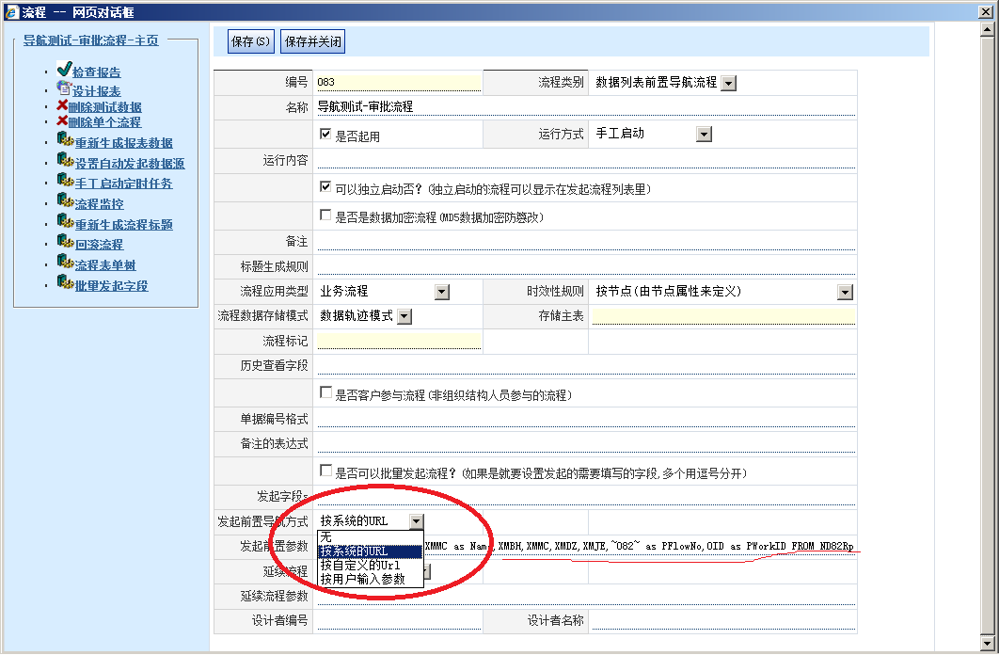 流程 -- 网页对话框
导航测试-审批流程-主页
检查报告
设计报表
删除测试数据
删除单个流程
重新生成报表数据
设置自动发起数据源
手工启动定时任务
流程监控
重新生成流程标题
回滚流程
流程表单树
批量发起字段
保存(S) 保存并关闭
编号 083 流程类别 数据列表前置导航流程
名称 导航测试-审批流程
是否起用 运行方式 手工启动
运行内容
可以独立启动否？(独立启动的流程可以显示在发起流程列表里)
是否是数据加密流程(MD5数据加密防篡改)
备注
标题生成规则
流程应用类型 业务流程 时效性规则 按节点(由节点属性来定义)
流程数据存储模式 数据轨迹模式 存储主表
流程标记
历史查看字段
是否客户参与流程(非组织结构人员参与的流程)
单据编号格式
备注的表达式
是否可以批量发起流程？(如果是就要设置发起的需要填写的字段,多个用逗号分开)
发起字段s
发起前置导航方式 按系统的URL
无
发起前置参数 XMMC as Name,XMBH,XMMC,XMDZ,XMJE,~082~ as PFlowNo,OID as PWorkID FROM ND82Rp
按系统的URL
延续流程 按自定义的Url
按用户输入参数
延续流程参数
设计者编号 设计者名称